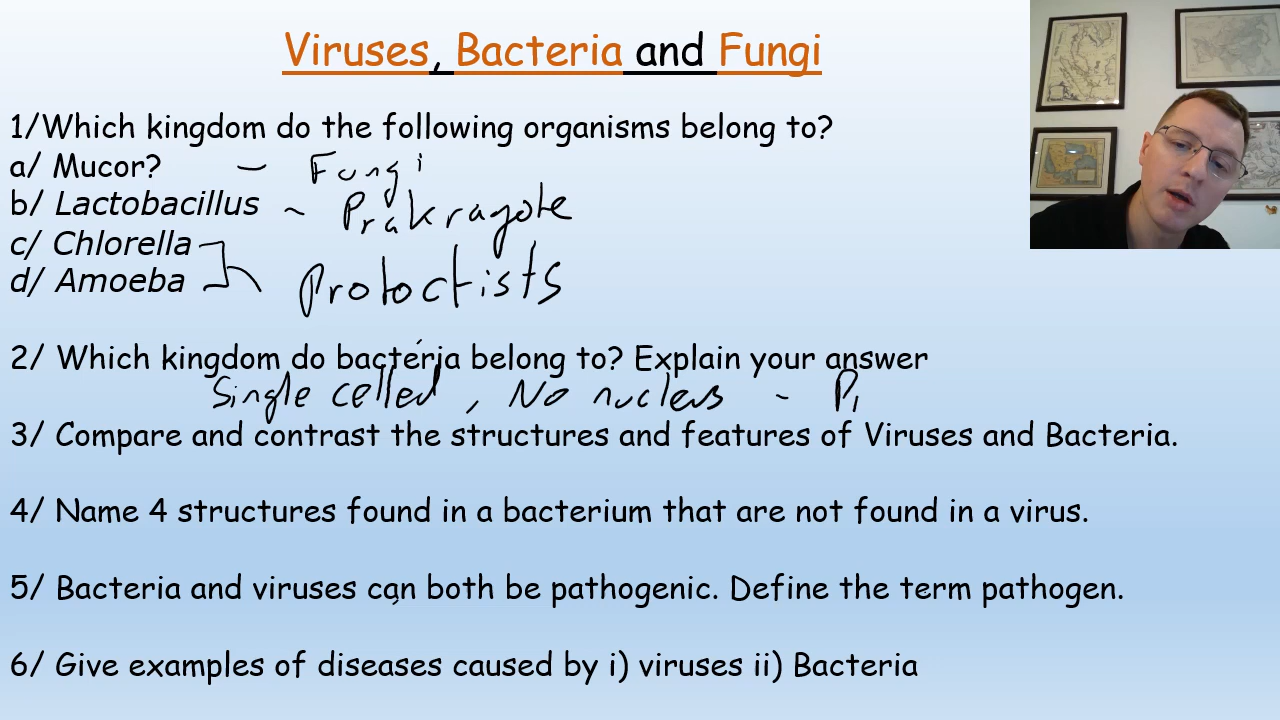 Viruses, Bacteria and Fungi
1/Which kingdom do the following organisms belong to?
a/ Mucor? – Fungi
b/ Lactobacillus ~ Prakrayote
c/ Chlorella
d/ Amoeba Protoctists
2/ Which kingdom do bacteria belong to? Explain your answer
Single celled, No nucleus - Pr
3/ Compare and contrast the structures and features of Viruses and Bacteria.
4/ Name 4 structures found in a bacterium that are not found in a virus.
5/ Bacteria and viruses can both be pathogenic. Define the term pathogen.
6/ Give examples of diseases caused by i) viruses ii) Bacteria